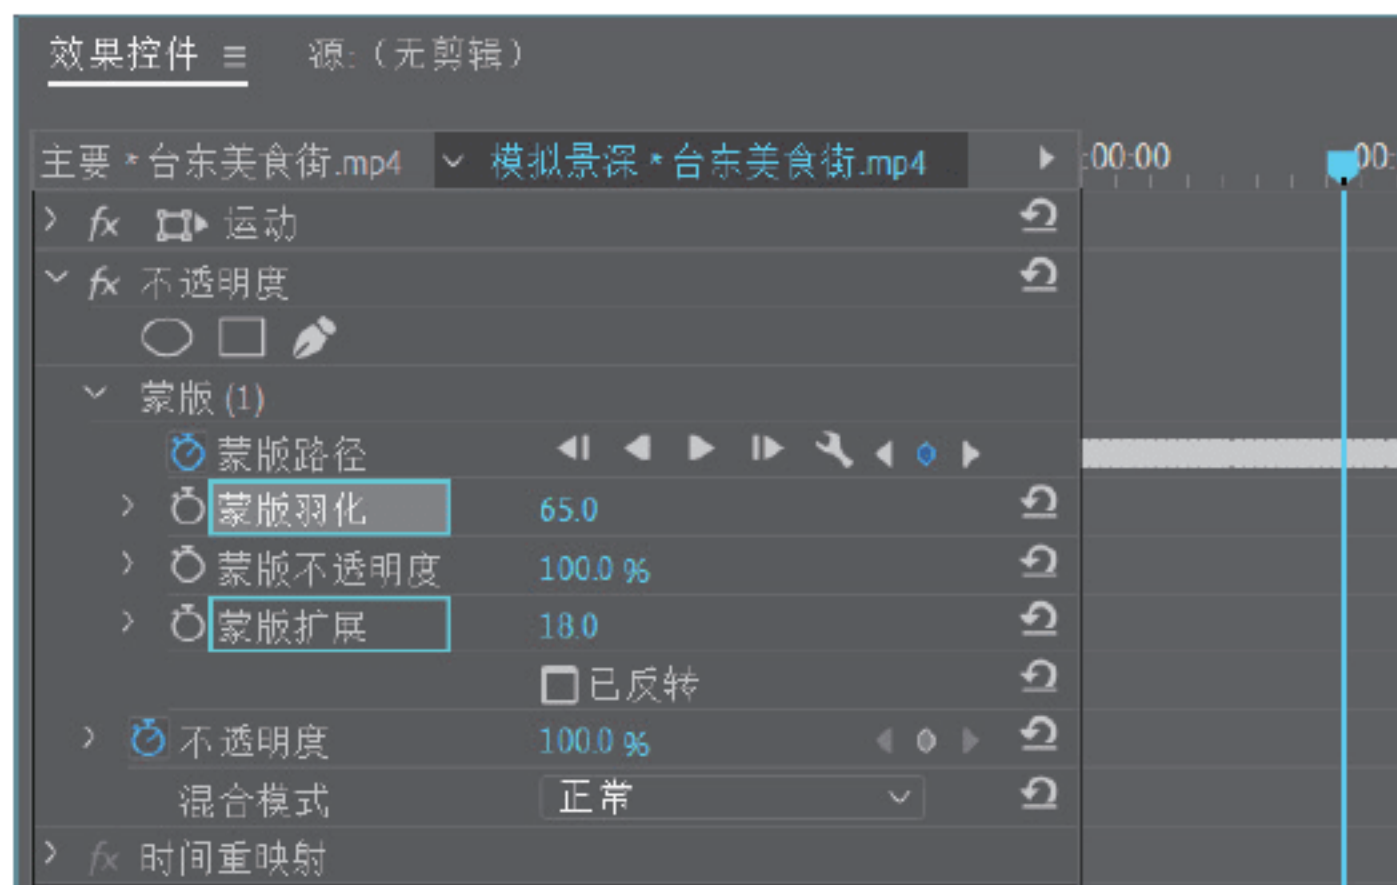 效果控件 ≡ 源:（无剪辑）
主要 * 台东美食街.mp4 模拟景深 * 台东美食街.mp4 :00:00 00:
fx 运动
fx 不透明度
蒙版 (1)
蒙版路径
蒙版羽化 65.0
蒙版不透明度 100.0 %
蒙版扩展 18.0
已反转
不透明度 100.0 %
混合模式 正常
fx 时间重映射